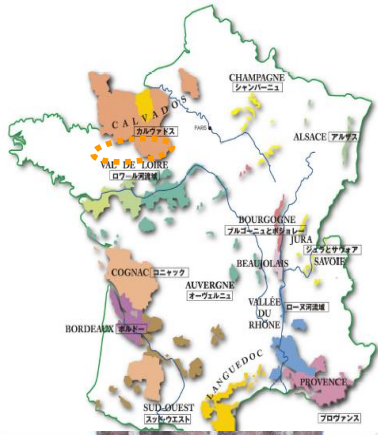 CHAMPAGNE
シャンパーニュ
CALVADOS
カルヴァドス
PARIS
ALSACE アルザス
VAL DE LOIRE
ロワール河流域
BOURGOGNE
ブルゴーニュとボジョレー
JURA
ジュラとサヴォア
SAVOIE
BEAUJOLAIS
COGNAC コニャック
AUVERGNE
オーヴェルニュ
VALLÉE
DU
RHÔNE
ローヌ河流域
BORDEAUX ボルドー
LANGUEDOC
PROVENCE
プロヴァンス
SUD-OUEST
スッド・ウエスト